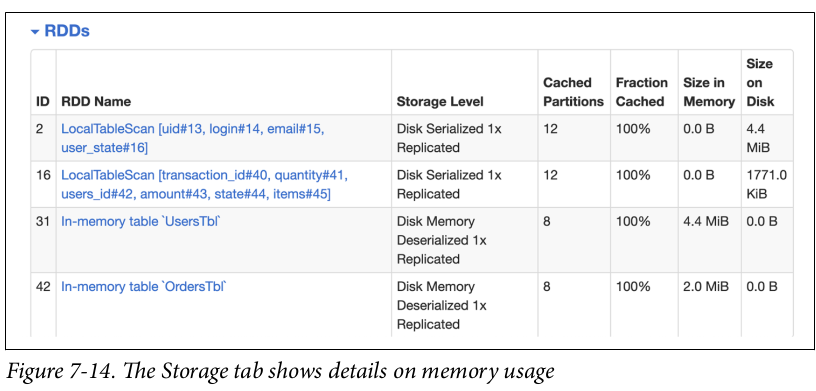 RDDs
Size
Cached Fraction Size in on
ID RDD Name Storage Level Partitions Cached Memory Disk
2 LocalTableScan [uid#13, login#14, email#15, Disk Serialized 1x 12 100% 0.0 B 4.4
user_state#16] Replicated MiB
16 LocalTableScan [transaction_id#40, quantity#41, Disk Serialized 1x 12 100% 0.0 B 1771.0
users_id#42, amount#43, state#44, items#45] Replicated KiB
31 In-memory table `UsersTbl` Disk Memory 8 100% 4.4 MiB 0.0 B
Deserialized 1x
Replicated
42 In-memory table `OrdersTbl` Disk Memory 8 100% 2.0 MiB 0.0 B
Deserialized 1x
Replicated
Figure 7-14. The Storage tab shows details on memory usage